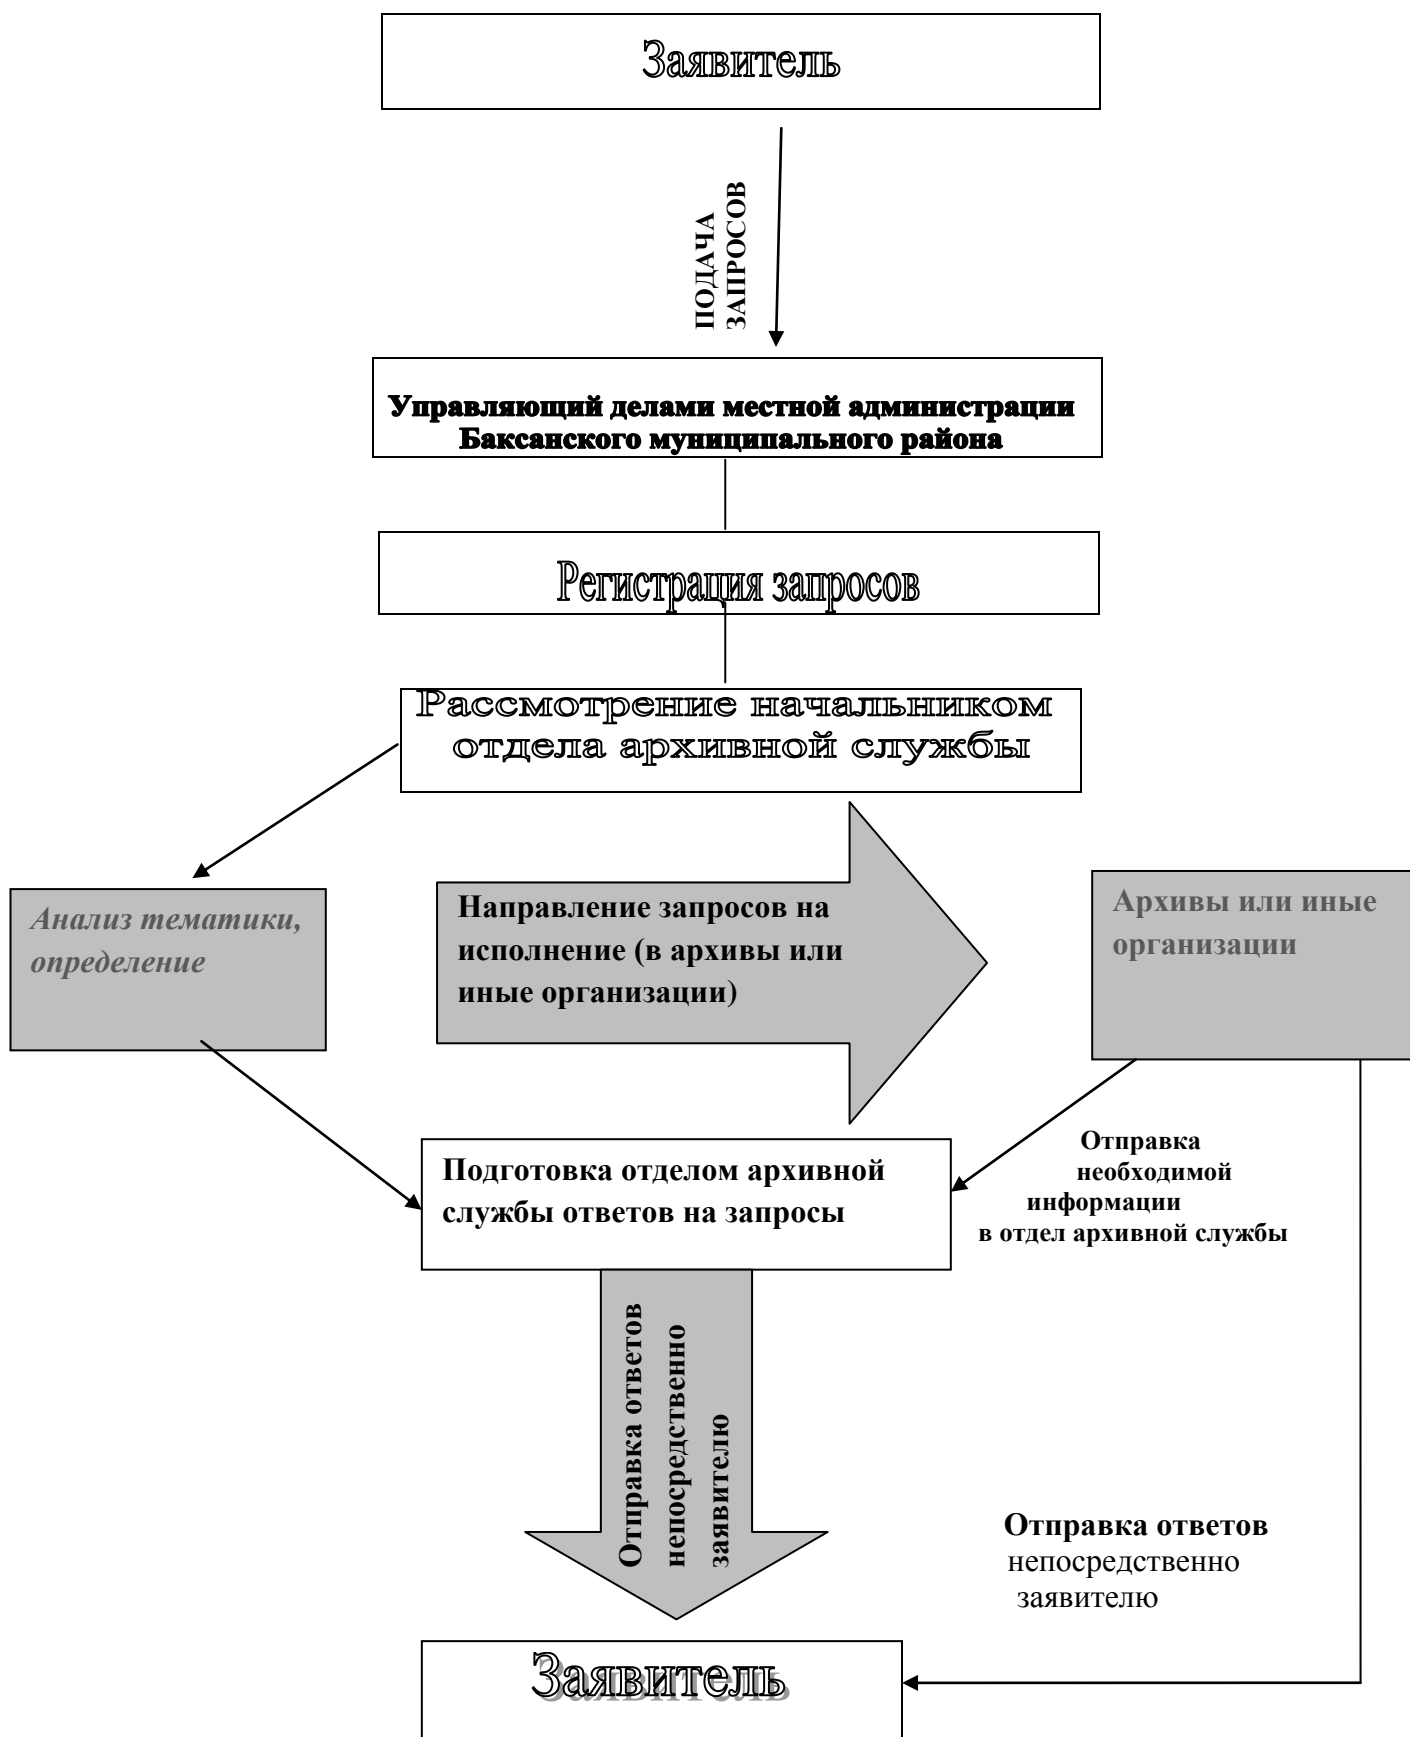 Заявитель
ПОДАЧА
ЗАПРОСОВ
Управляющий делами местной администрации
Баксанского муниципального района
Регистрация запросов
Рассмотрение начальником
отдела архивной службы
Анализ тематики,
определение
Направление запросов на
исполнение (в архивы или
иные организации)
Архивы или иные
организации
Подготовка отделом архивной
службы ответов на запросы
Отправка
необходимой
информации
в отдел архивной службы
Отправка ответов
непосредственно
заявителю
Отправка ответов
непосредственно
заявителю
Заявитель